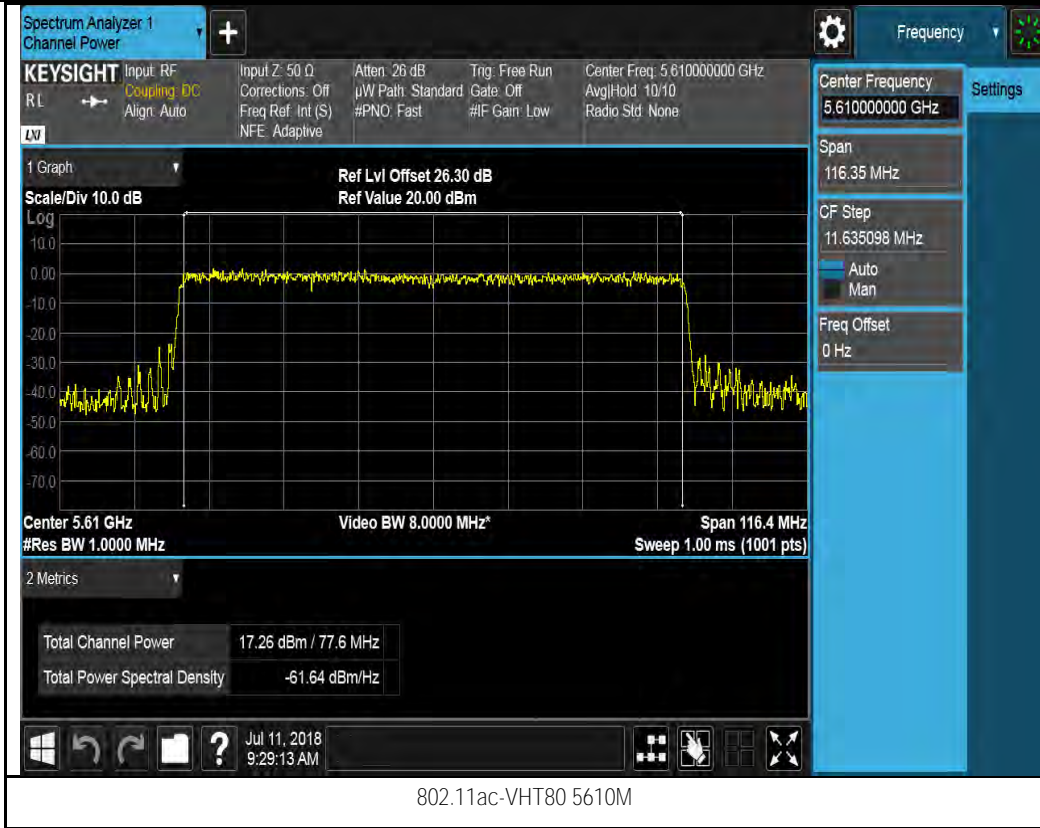 Spectrum Analyzer 1
Channel Power
Frequency
KEYSIGHT
R L
LXI
Input: RF
Coupling: DC
Align: Auto
Input Z: 50 Ω
Corrections: Off
Freq Ref: Int (S)
NFE: Adaptive
Atten: 26 dB
µW Path: Standard
#PNO: Fast
Trig: Free Run
Gate: Off
#IF Gain: Low
Center Freq: 5.610000000 GHz
Avg|Hold: 10/10
Radio Std: None
Center Frequency
5.610000000 GHz
Settings
Span
116.35 MHz
CF Step
11.635098 MHz
Auto
Man
Freq Offset
0 Hz
1 Graph
Scale/Div 10.0 dB
Ref Lvl Offset 26.30 dB
Ref Value 20.00 dBm
Log
10.0
0.00
-10.0
-20.0
-30.0
-40.0
-50.0
-60.0
-70.0
Center 5.61 GHz
#Res BW 1.0000 MHz
Video BW 8.0000 MHz*
Span 116.4 MHz
Sweep 1.00 ms (1001 pts)
2 Metrics
Total Channel Power 17.26 dBm / 77.6 MHz
Total Power Spectral Density -61.64 dBm/Hz
?
Jul 11, 2018
9:29:13 AM
802.11ac-VHT80 5610M